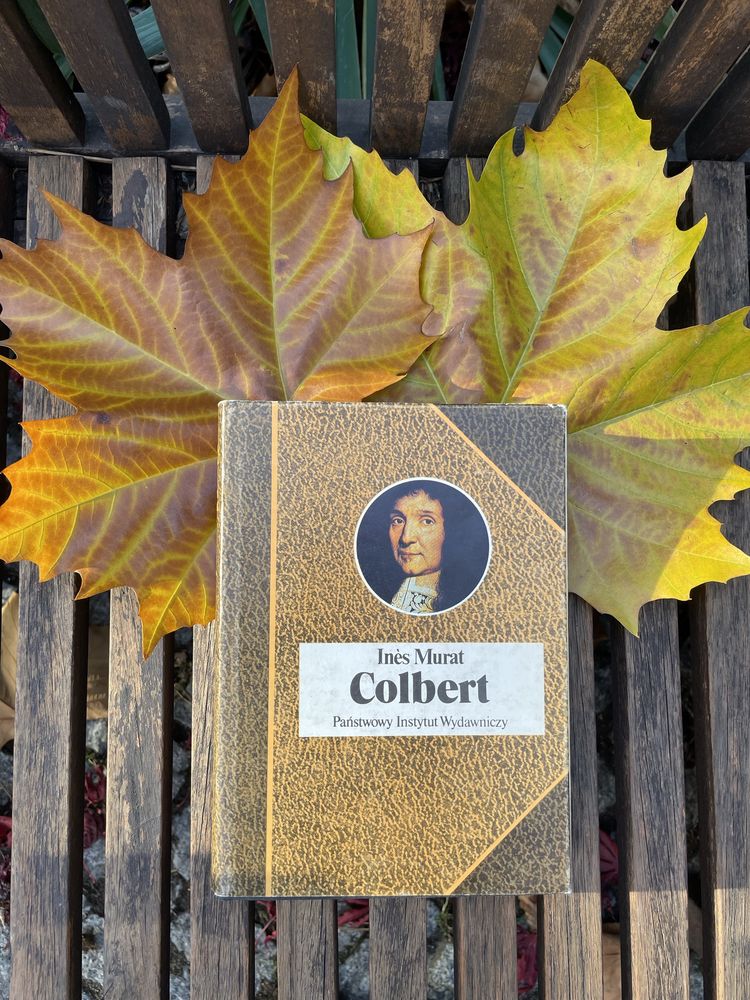 Inès Murat
Colbert
Państwowy Instytut Wydawniczy